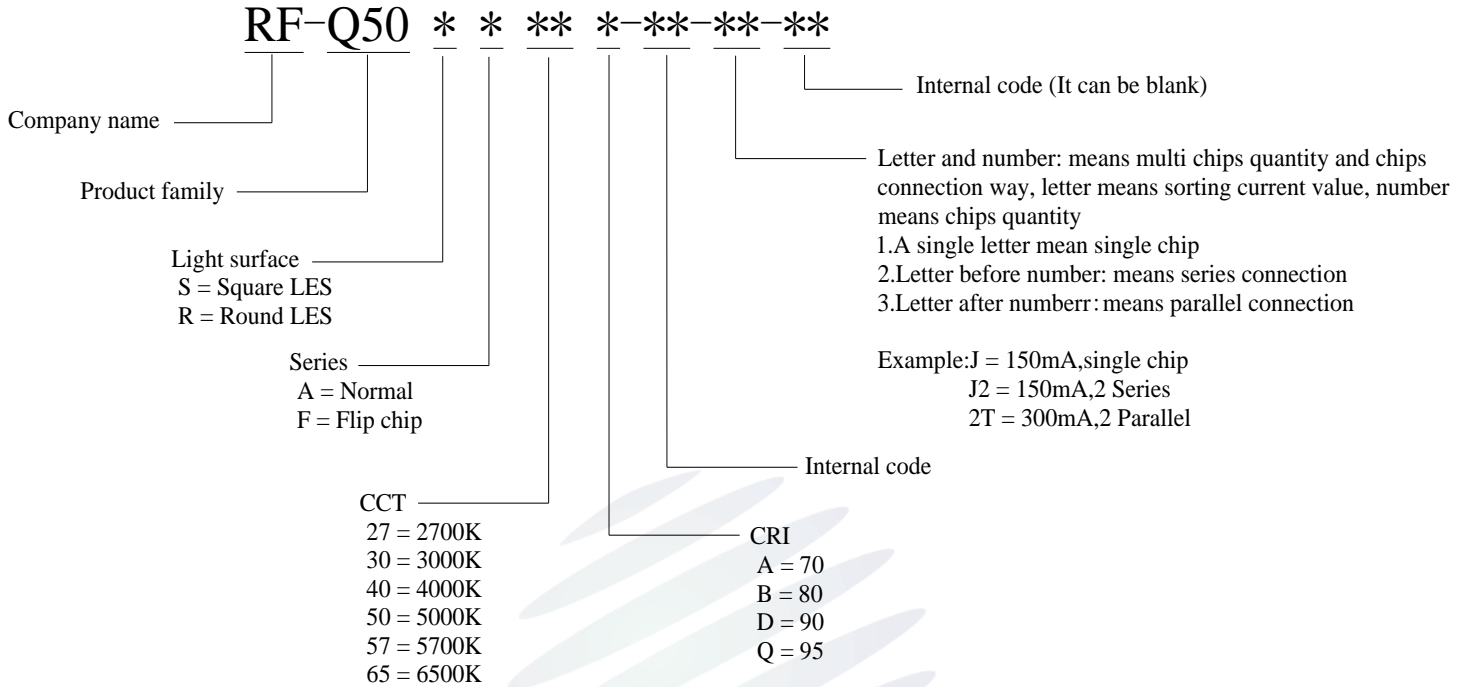 RF-Q50 * * ** *-**-**-**
Internal code (It can be blank)
Company name
Letter and number: means multi chips quantity and chips
connection way, letter means sorting current value, number
means chips quantity
1.A single letter mean single chip
2.Letter before number: means series connection
3.Letter after numberr：means parallel connection
Example:J = 150mA,single chip
J2 = 150mA,2 Series
2T = 300mA,2 Parallel
Product family
Light surface
S = Square LES
R = Round LES
Series
A = Normal
F = Flip chip
Internal code
CCT
27 = 2700K
30 = 3000K
40 = 4000K
50 = 5000K
57 = 5700K
65 = 6500K
CRI
A = 70
B = 80
D = 90
Q = 95